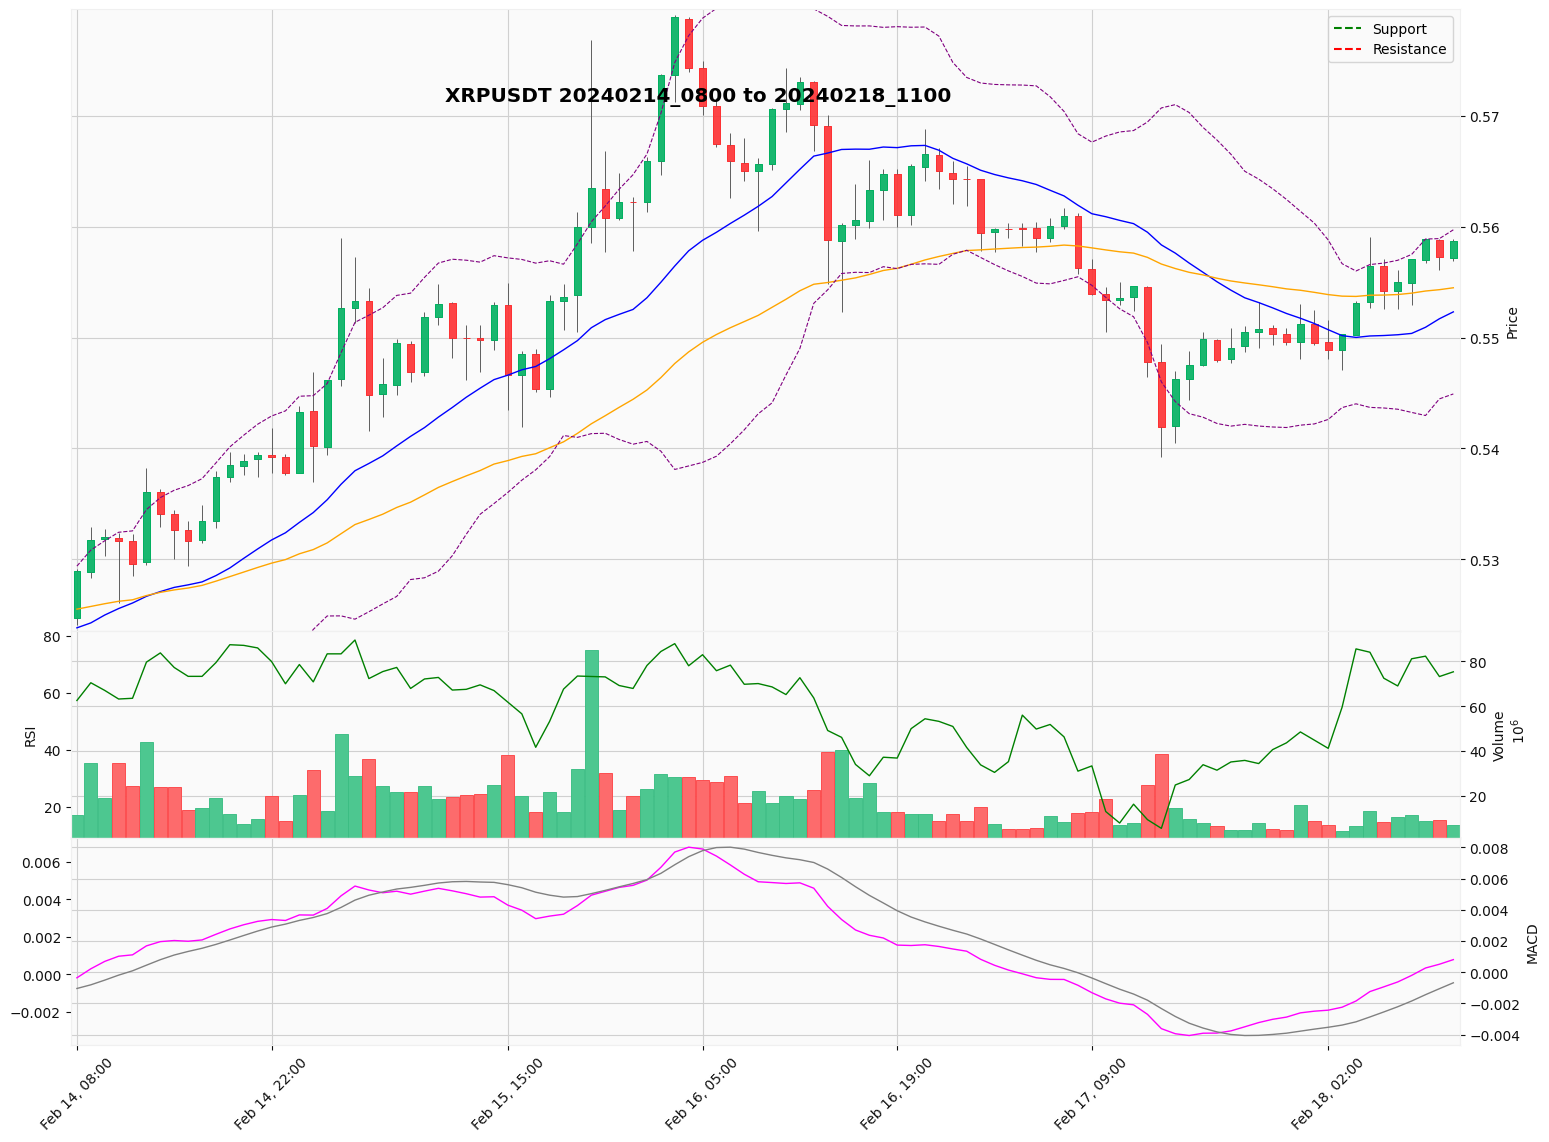 XRPUSDT 20240214_0800 to 20240218_1100
Support
Resistance
0.57
0.56
0.55
0.54
0.53
Price
80
60
40
20
RSI
80
60
40
20
Volume
10^6
0.006
0.004
0.002
0.000
−0.002
0.008
0.006
0.004
0.002
0.000
−0.002
−0.004
MACD
Feb 14, 08:00
Feb 14, 22:00
Feb 15, 15:00
Feb 16, 05:00
Feb 16, 19:00
Feb 17, 09:00
Feb 18, 02:00